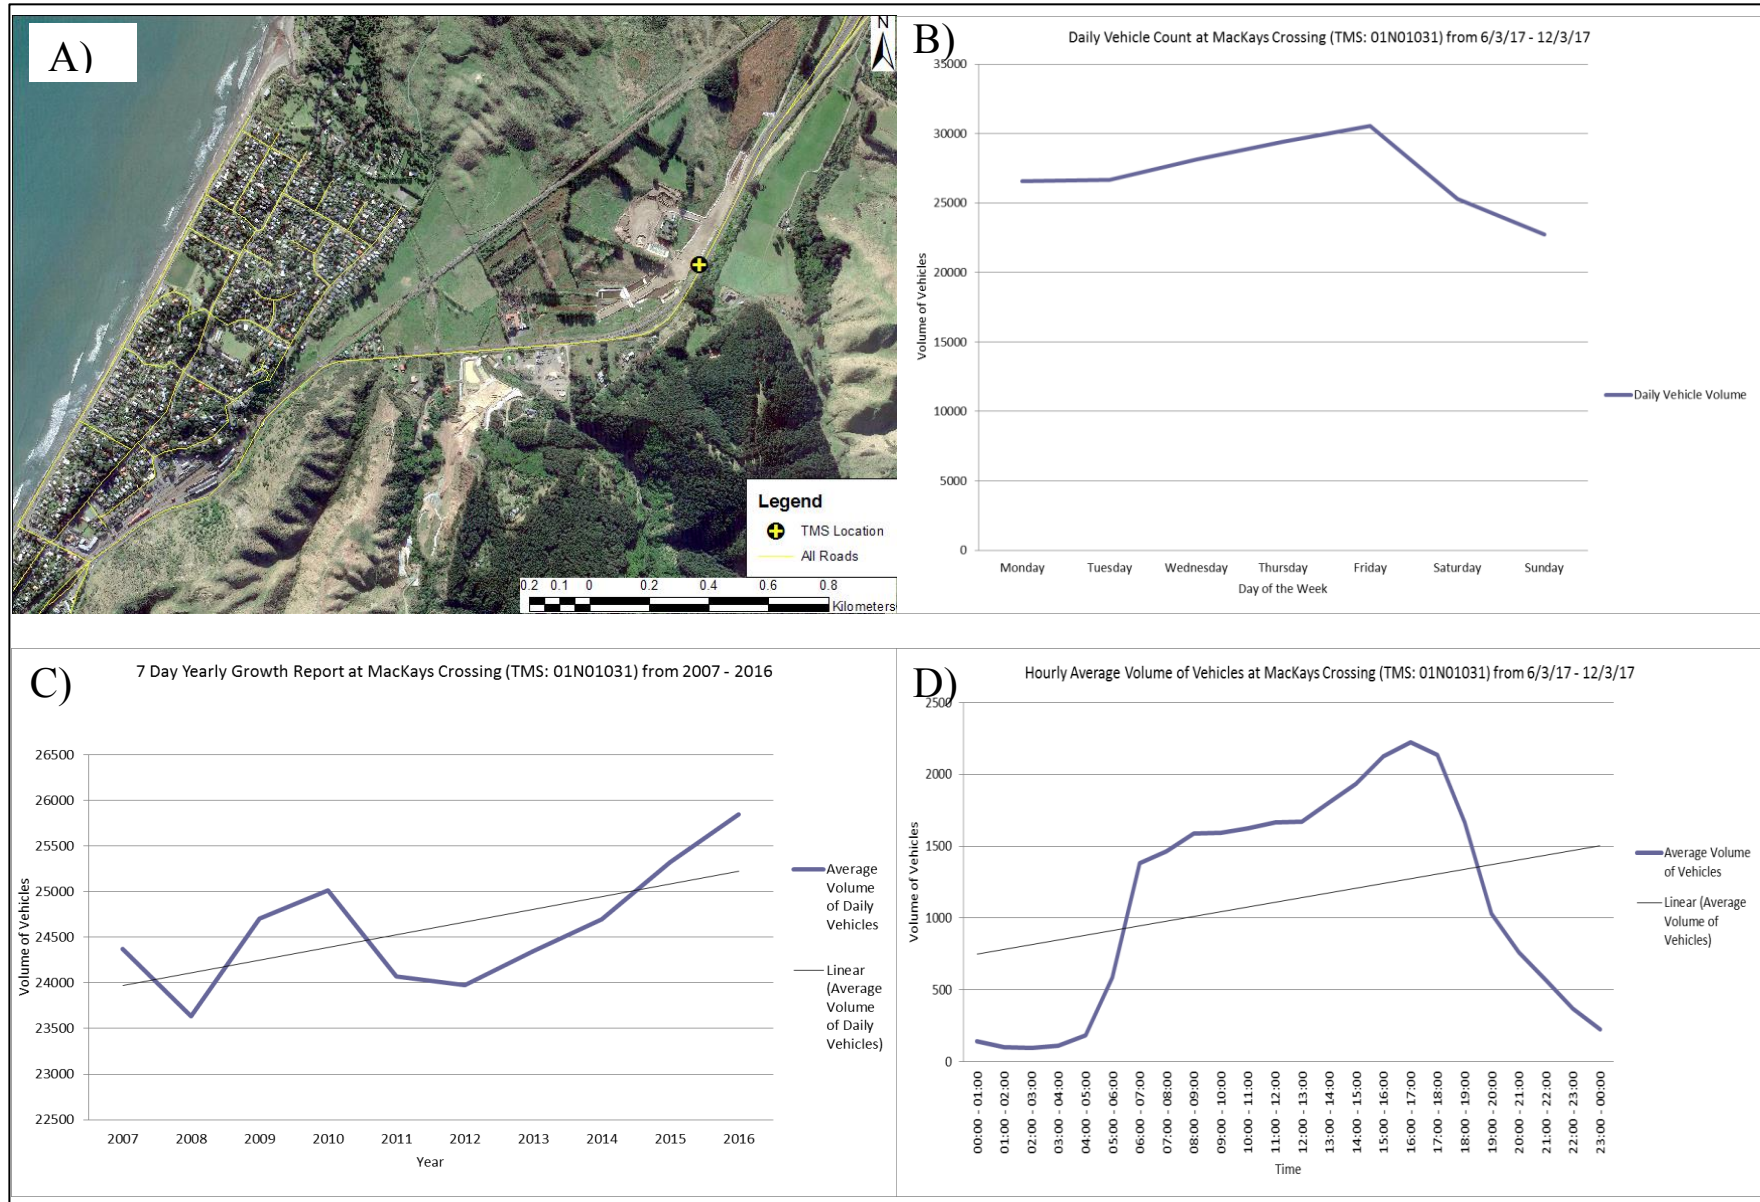 A)
N
Legend
TMS Location
All Roads
0.2 0.1 0 0.2 0.4 0.6 0.8
Kilometers
B)
Daily Vehicle Count at MacKays Crossing (TMS: 01N01031) from 6/3/17 - 12/3/17
35000
30000
25000
20000
15000
10000
5000
0
Volume of Vehicles
Monday Tuesday Wednesday Thursday Friday Saturday Sunday
Day of the Week
Daily Vehicle Volume
C)
7 Day Yearly Growth Report at MacKays Crossing (TMS: 01N01031) from 2007 - 2016
26500
26000
25500
25000
24500
24000
23500
23000
22500
Volume of Vehicles
2007 2008 2009 2010 2011 2012 2013 2014 2015 2016
Year
Average
Volume
of Daily
Vehicles
Linear
(Average
Volume
of Daily
Vehicles)
D)
Hourly Average Volume of Vehicles at MacKays Crossing (TMS: 01N01031) from 6/3/17 - 12/3/17
2500
2000
1500
1000
500
0
Volume of Vehicles
00:00 - 01:00
01:00 - 02:00
02:00 - 03:00
03:00 - 04:00
04:00 - 05:00
05:00 - 06:00
06:00 - 07:00
07:00 - 08:00
08:00 - 09:00
09:00 - 10:00
10:00 - 11:00
11:00 - 12:00
12:00 - 13:00
13:00 - 14:00
14:00 - 15:00
15:00 - 16:00
16:00 - 17:00
17:00 - 18:00
18:00 - 19:00
19:00 - 20:00
20:00 - 21:00
21:00 - 22:00
22:00 - 23:00
23:00 - 00:00
Time
Average Volume
of Vehicles
Linear (Average
Volume of
Vehicles)